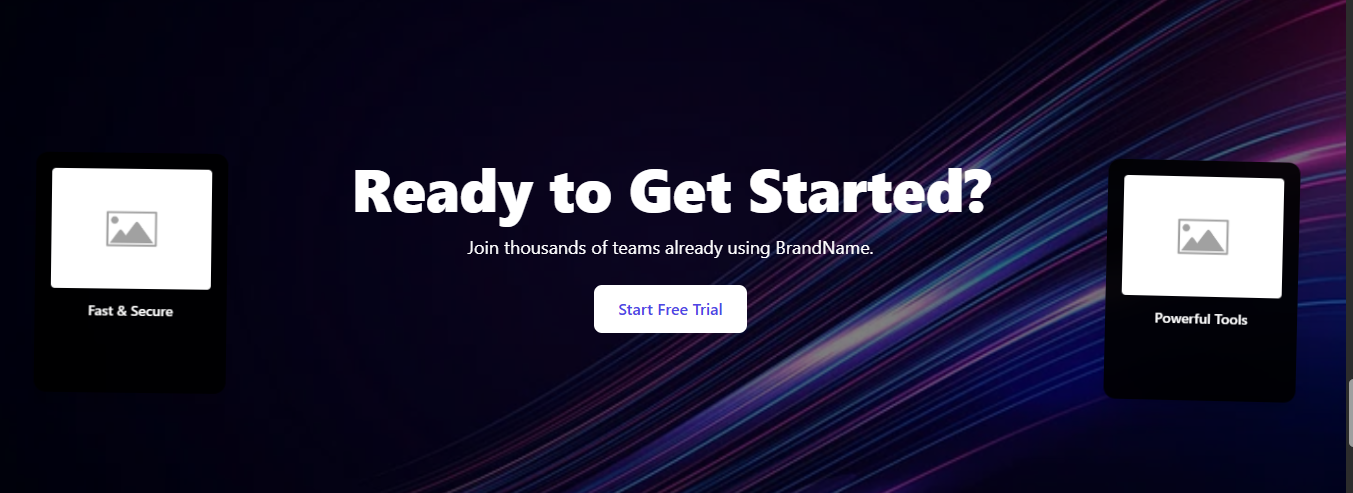 Ready to Get Started?
Join thousands of teams already using BrandName.
Start Free Trial
Fast & Secure
Powerful Tools